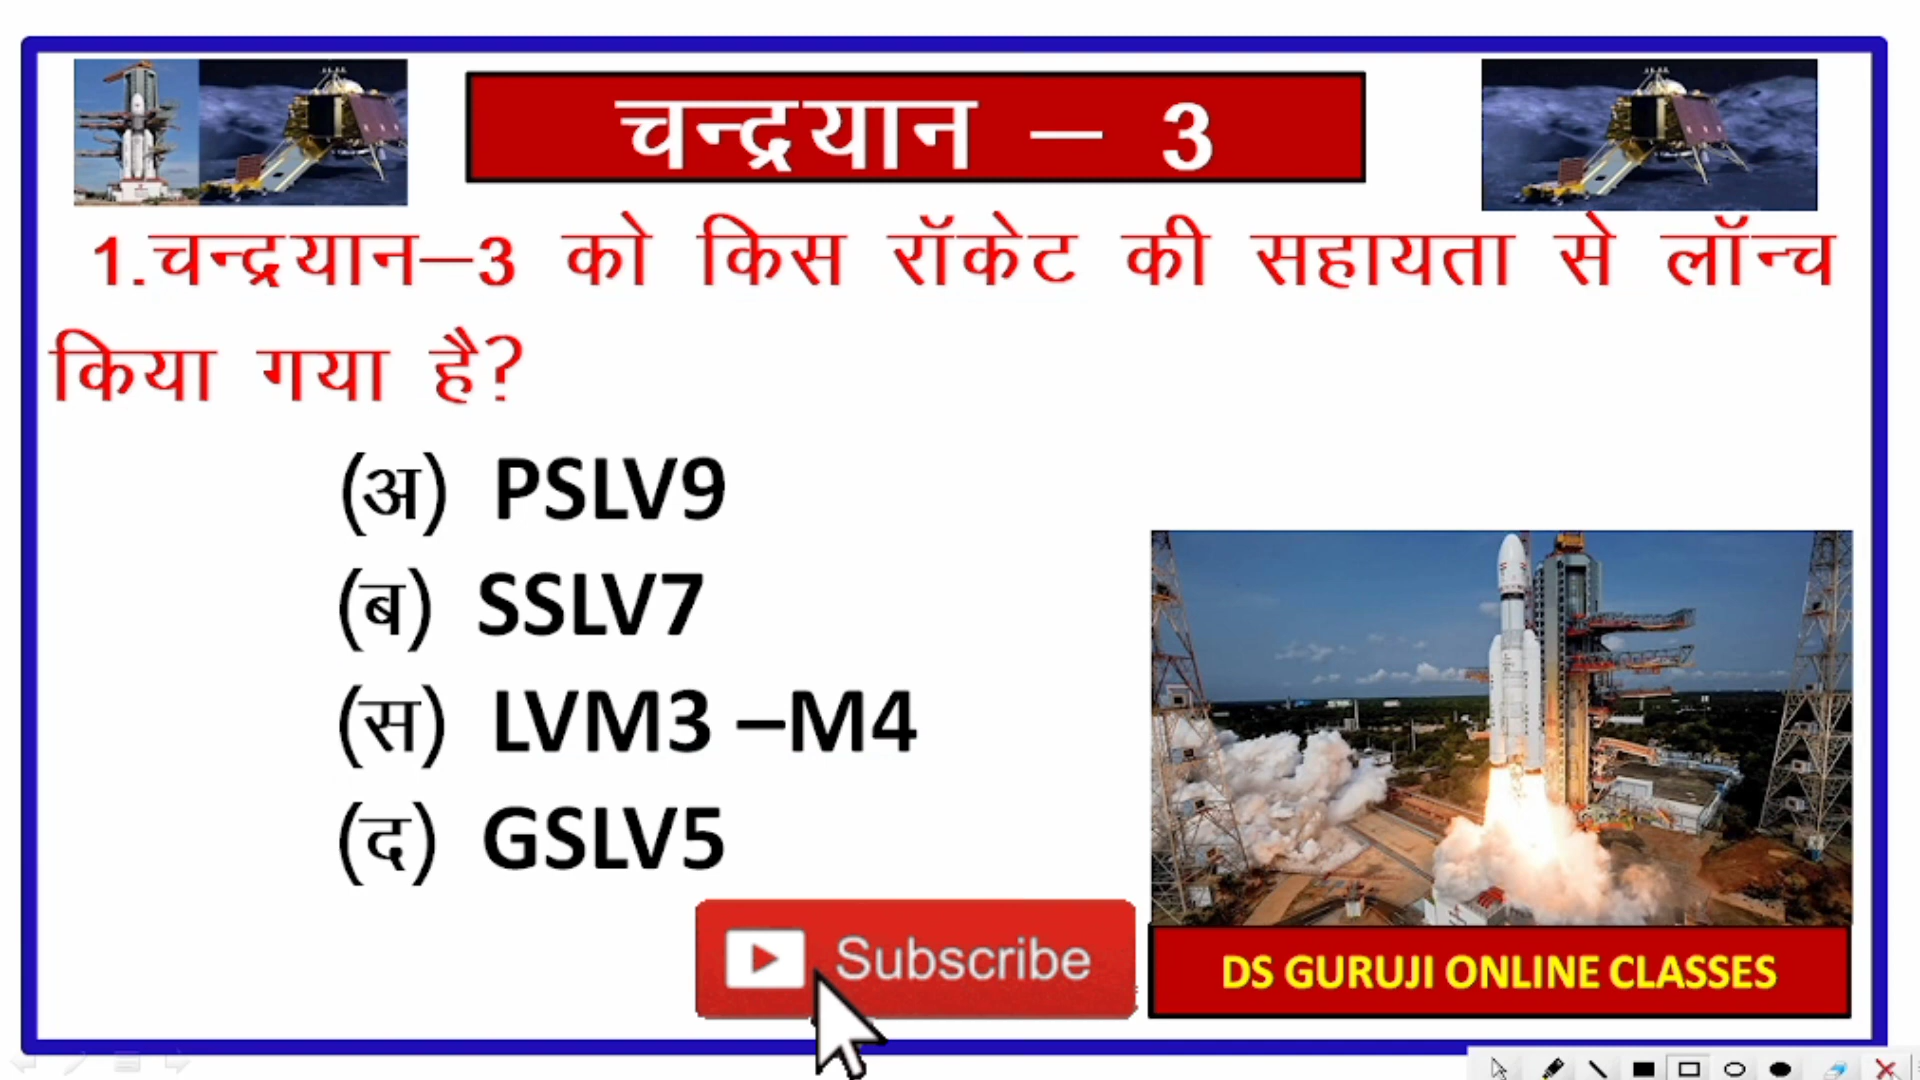 चन्द्रयान – 3
1.चन्द्रयान–3 को किस रॉकेट की सहायता से लॉन्च
किया गया है?
(अ) PSLV9
(ब) SSLV7
(स) LVM3 –M4
(द) GSLV5
Subscribe
DS GURUJI ONLINE CLASSES